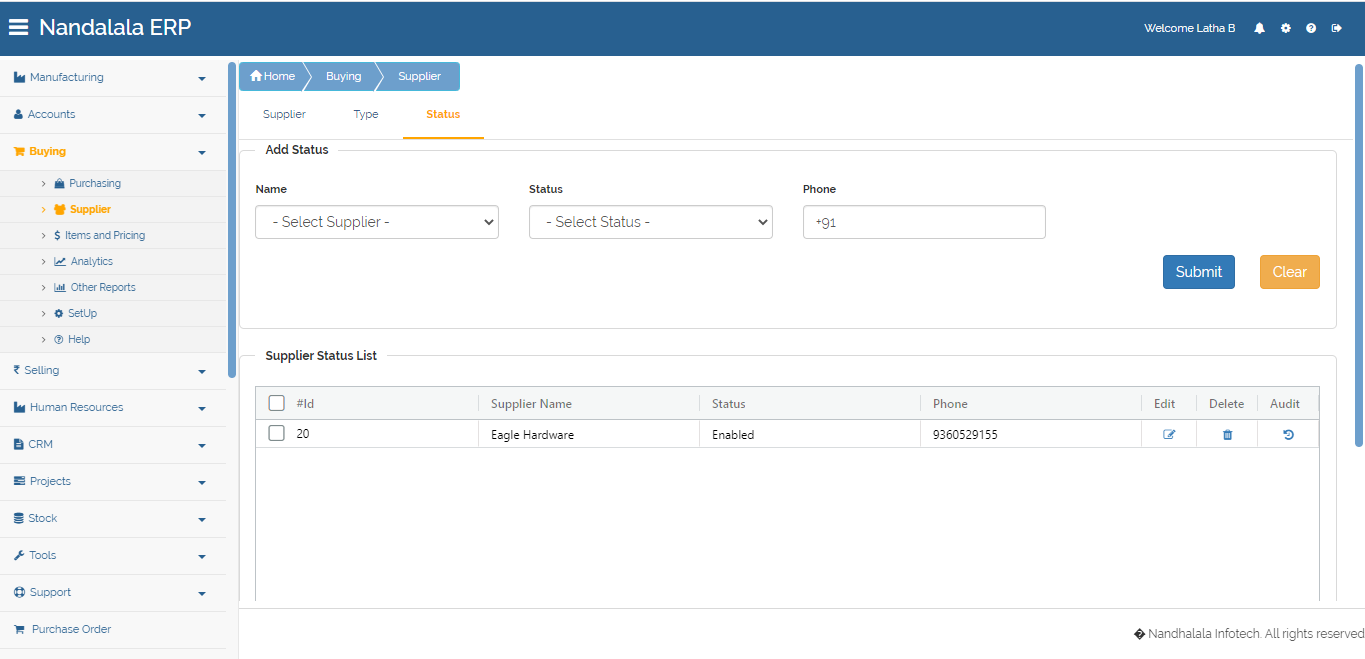 Nandalala ERP
Welcome Latha B
Manufacturing
Accounts
Buying
Purchasing
Supplier
$ Items and Pricing
Analytics
Other Reports
SetUp
Help
₹ Selling
Human Resources
CRM
Projects
Stock
Tools
Support
Purchase Order
Home Buying Supplier
Supplier Type Status
Add Status
Name Status Phone
- Select Supplier - - Select Status - +91
Submit Clear
Supplier Status List
#Id Supplier Name Status Phone Edit Delete Audit
20 Eagle Hardware Enabled 9360529155
� Nandhalala Infotech. All rights reserved